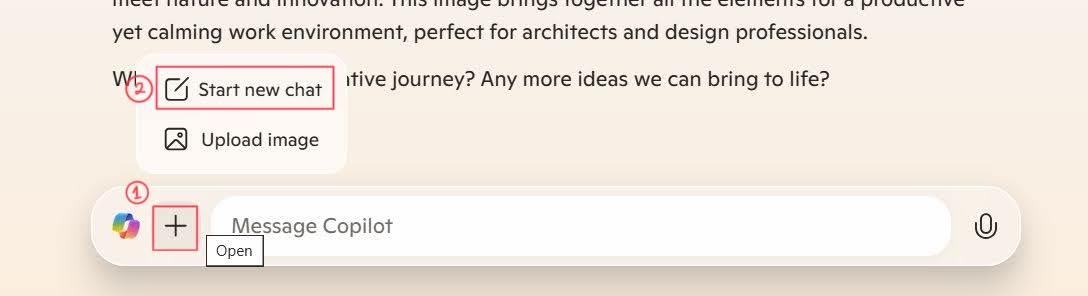 meet nature and innovation. This image brings together all the elements for a productive
yet calming work environment, perfect for architects and design professionals.
ative journey? Any more ideas we can bring to life?
2
Start new chat
Upload image
1
Message Copilot
Open